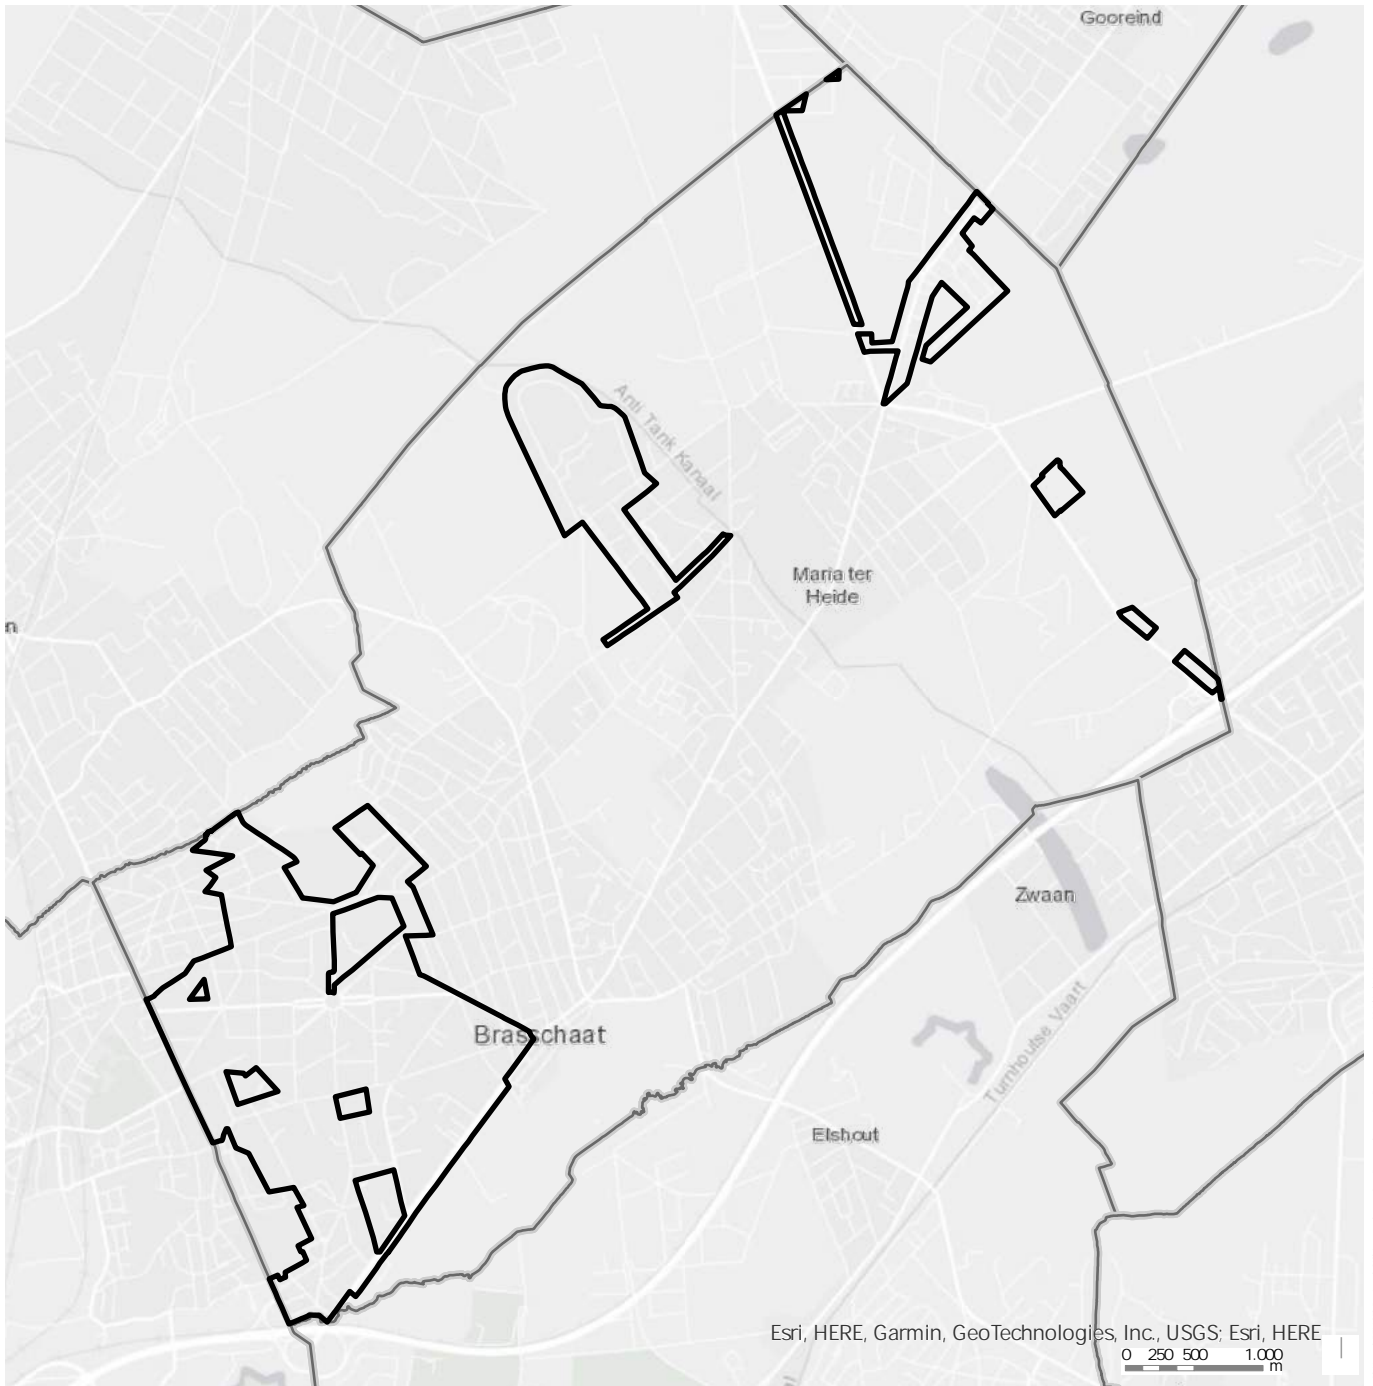 Gooreind
Anti Tank Kanaal
Maria ter
Heide
n
Zwaan
Brasschaat
Turnhoutse Vaart
Elshout
Esri, HERE, Garmin, GeoTechnologies, Inc., USGS; Esri, HERE
0 250 500 1.000
m